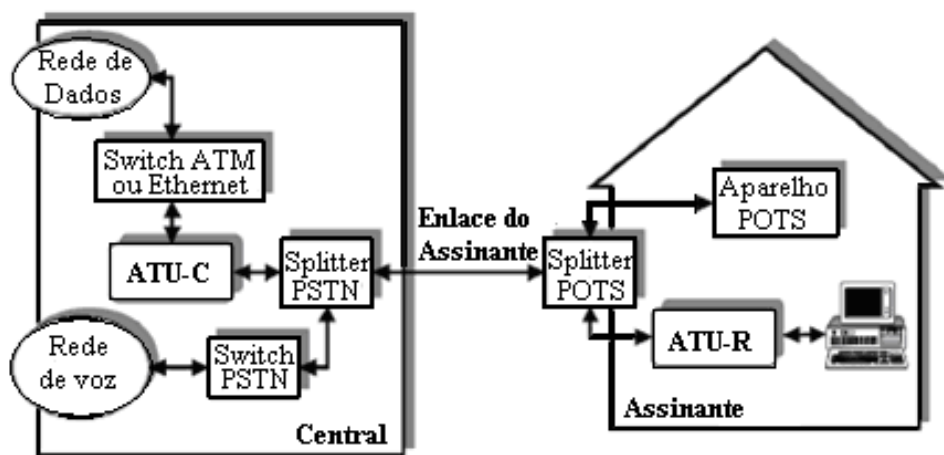 Rede de
Dados
Switch ATM
ou Ethernet
ATU-C
Splitter
PSTN
Rede
de voz
Switch
PSTN
Central
Enlace do
Assinante
Splitter
POTS
Aparelho
POTS
ATU-R
Assinante